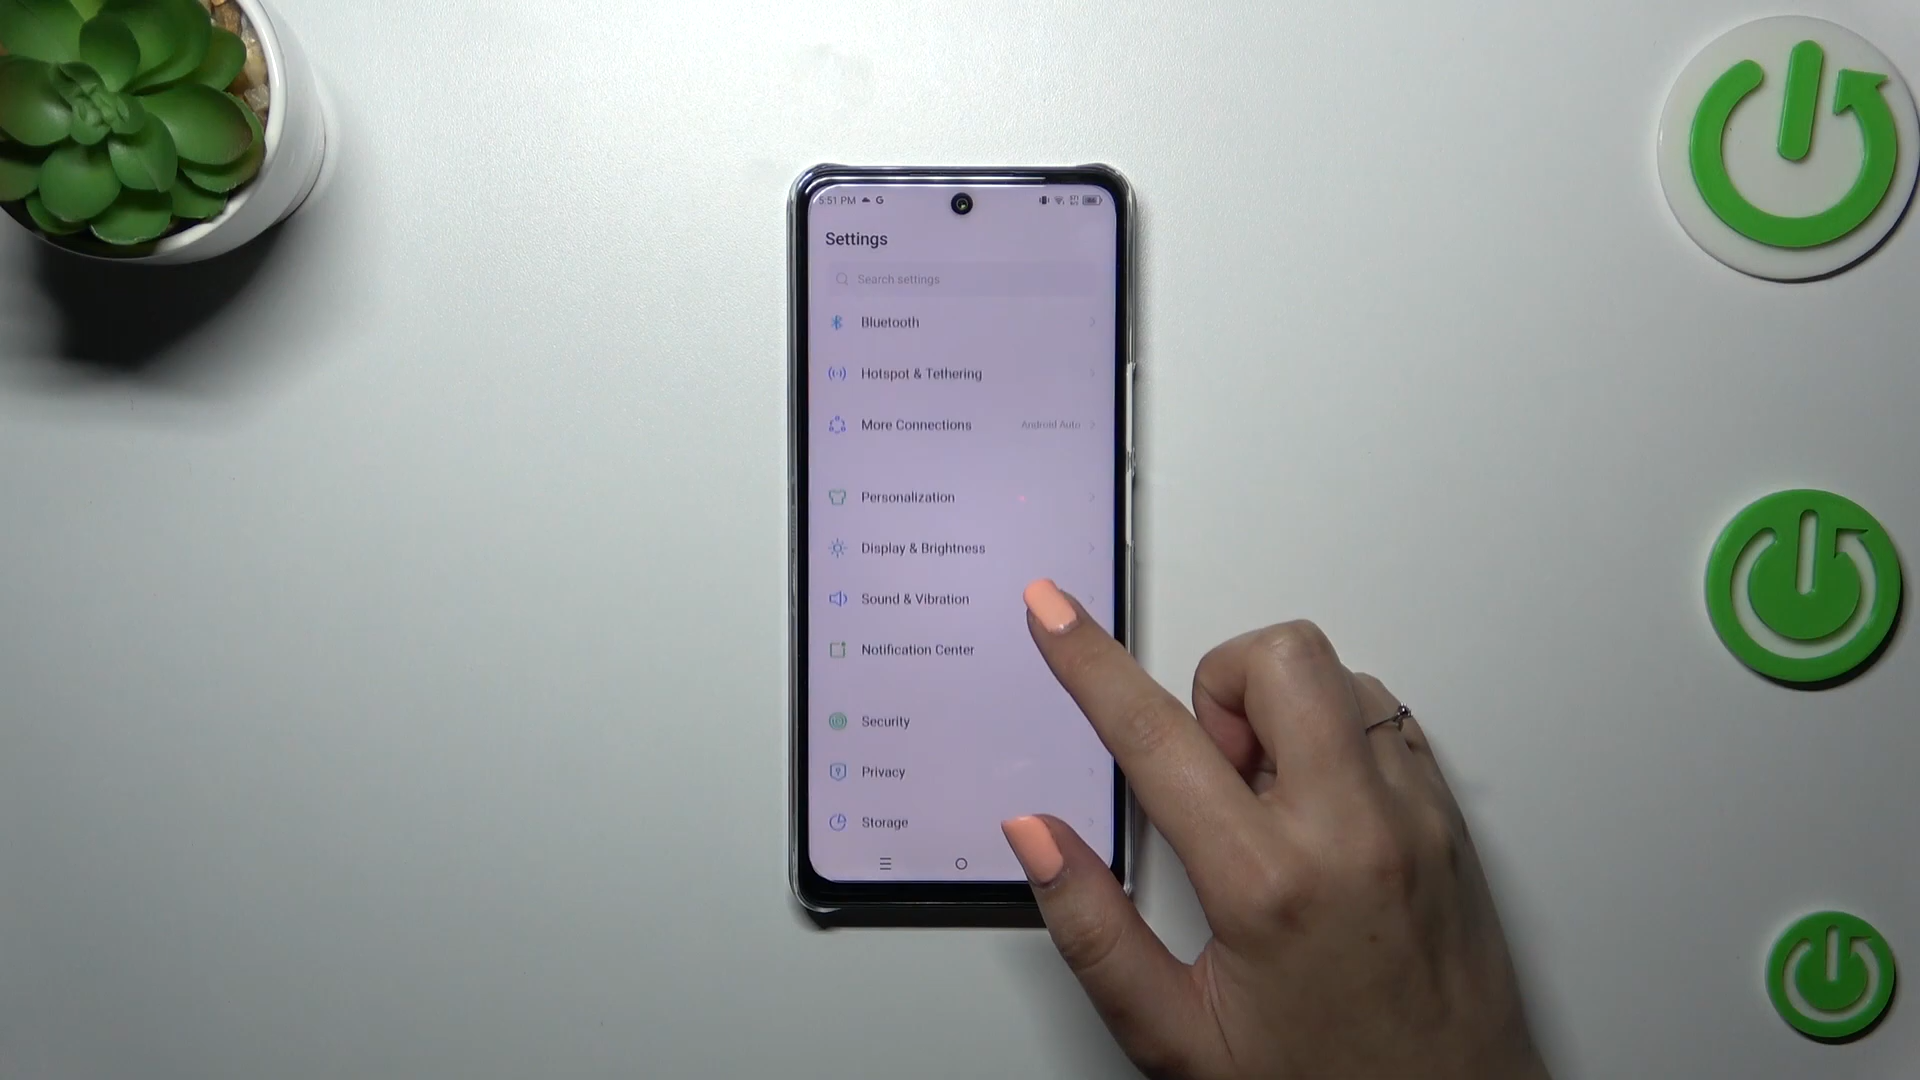 5:51 PM G
Settings
Search settings
Bluetooth
Hotspot & Tethering
More Connections Android Auto
Personalization
Display & Brightness
Sound & Vibration
Notification Center
Security
Privacy
Storage